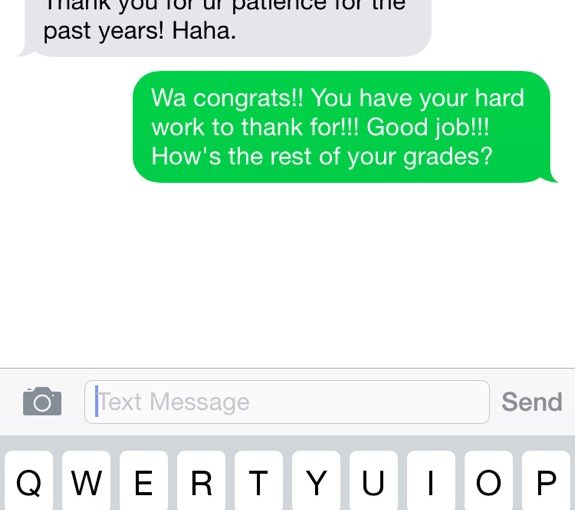 Thank you for ur patience for the
past years! Haha.
Wa congrats!! You have your hard
work to thank for!!! Good job!!!
How's the rest of your grades?
Text Message
Send
Q W E R T Y U I O P